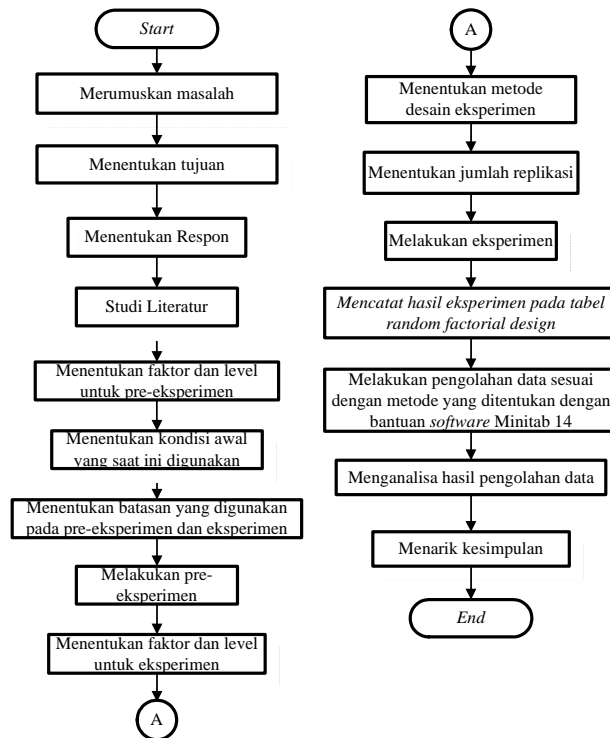 Start
Merumuskan masalah
Menentukan tujuan
Menentukan Respon
Studi Literatur
Menentukan faktor dan level
untuk pre-eksperimen
Menentukan kondisi awal
yang saat ini digunakan
Menentukan batasan yang digunakan
pada pre-eksperimen dan eksperimen
Melakukan pre-
eksperimen
Menentukan faktor dan level
untuk eksperimen
A
A
Menentukan metode
desain eksperimen
Menentukan jumlah replikasi
Melakukan eksperimen
Mencatat hasil eksperimen pada tabel
random factorial design
Melakukan pengolahan data sesuai
dengan metode yang ditentukan dengan
bantuan software Minitab 14
Menganalisa hasil pengolahan data
Menarik kesimpulan
End